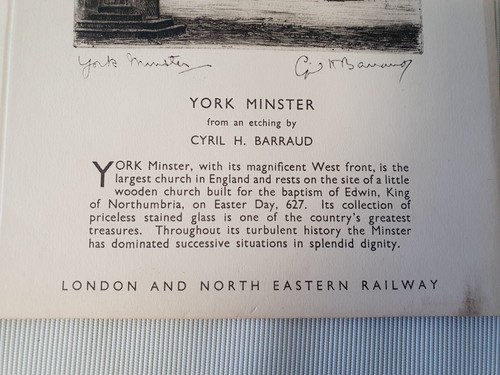 York Minster
Cyril H Barraud
YORK MINSTER
from an etching by
CYRIL H. BARRAUD
YORK Minster, with its magnificent West front, is the
largest church in England and rests on the site of a little
wooden church built for the baptism of Edwin, King
of Northumbria, on Easter Day, 627. Its collection of
priceless stained glass is one of the country's greatest
treasures. Throughout its turbulent history the Minster
has dominated successive situations in splendid dignity.
LONDON AND NORTH EASTERN RAILWAY